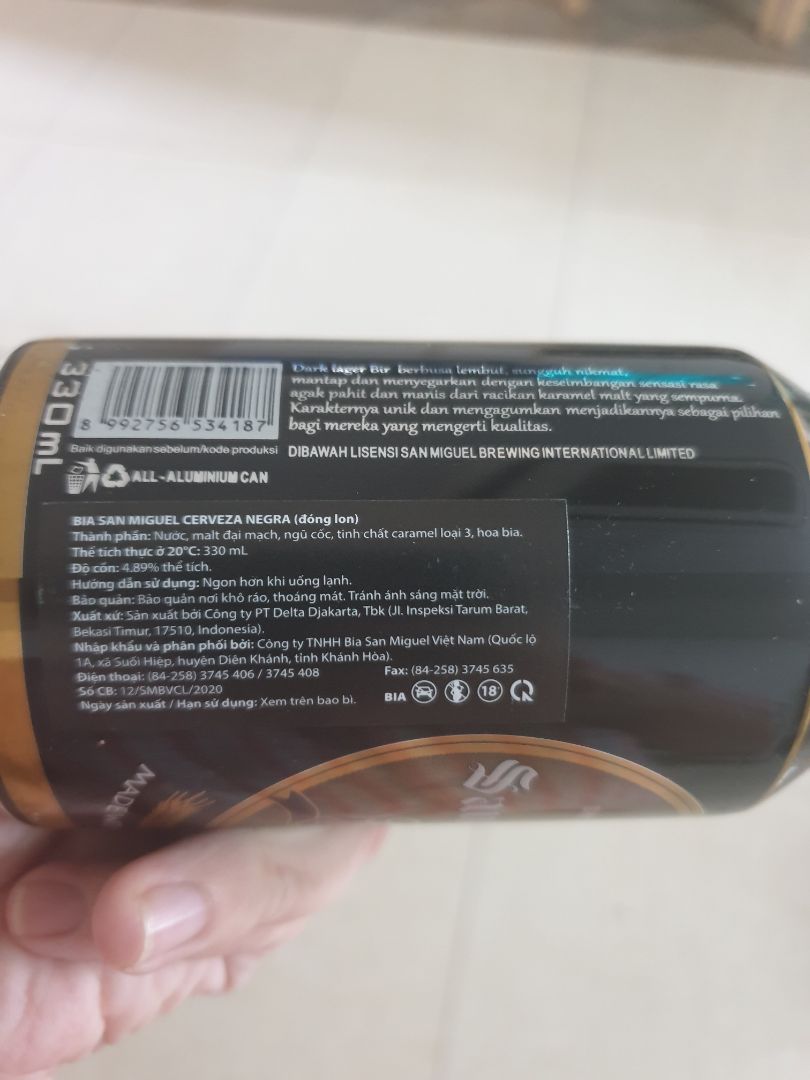 330mL
8 992756 534187
Baik digunakan sebelum/kode produksi
ALL-ALUMINIUM CAN
Dark lager Bir berbusa lembut, sungguh nikmat,
mantap dan menyegarkan dengan keseimbangan sensasi rasa
agak pahit dan manis dari racikan karamel malt yang sempurna.
Karakternya unik dan mengagumkan menjadikannya sebagai pilihan
bagi mereka yang mengerti kualitas.
DIBAWAH LISENSI SAN MIGUEL BREWING INTERNATIONAL LIMITED
BIA SAN MIGUEL CERVEZA NEGRA (đóng lon)
Thành phần: Nước, malt đại mạch, ngũ cốc, tinh chất caramel loại 3, hoa bia.
Thể tích thực ở 20°C: 330 mL
Độ cồn: 4.89% thể tích.
Hướng dẫn sử dụng: Ngon hơn khi uống lạnh.
Bảo quản: Bảo quản nơi khô ráo, thoáng mát. Tránh ánh sáng mặt trời.
Xuất xứ: Sản xuất bởi Công ty PT Delta Djakarta, Tbk (Jl. Inspeksi Tarum Barat,
Bekasi Timur, 17510, Indonesia).
Nhập khẩu và phân phối bởi: Công ty TNHH Bia San Miguel Việt Nam (Quốc lộ
1A, xã Suối Hiệp, huyện Diên Khánh, tỉnh Khánh Hòa).
Điện thoại: (84-258) 3745 406 / 3745 408 Fax: (84-258) 3745 635
Số CB: 12/SMBVCL/2020
Ngày sản xuất / Hạn sử dụng: Xem trên bao bì.
BIA 18+
MADE
Sa